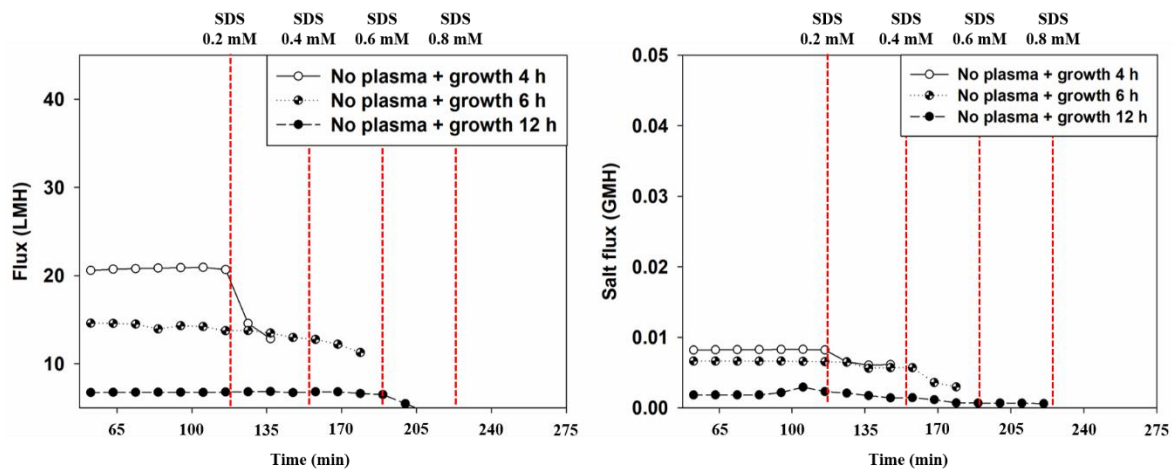 SDS SDS SDS SDS
0.2 mM 0.4 mM 0.6 mM 0.8 mM
No plasma + growth 4 h
No plasma + growth 6 h
No plasma + growth 12 h
Flux (LMH)
40
30
20
10
65 100 135 170 205 240 275
Time (min)
SDS SDS SDS SDS
0.2 mM 0.4 mM 0.6 mM 0.8 mM
No plasma + growth 4 h
No plasma + growth 6 h
No plasma + growth 12 h
Salt flux (GMH)
0.05
0.04
0.03
0.02
0.01
0.00
65 100 135 170 205 240 275
Time (min)